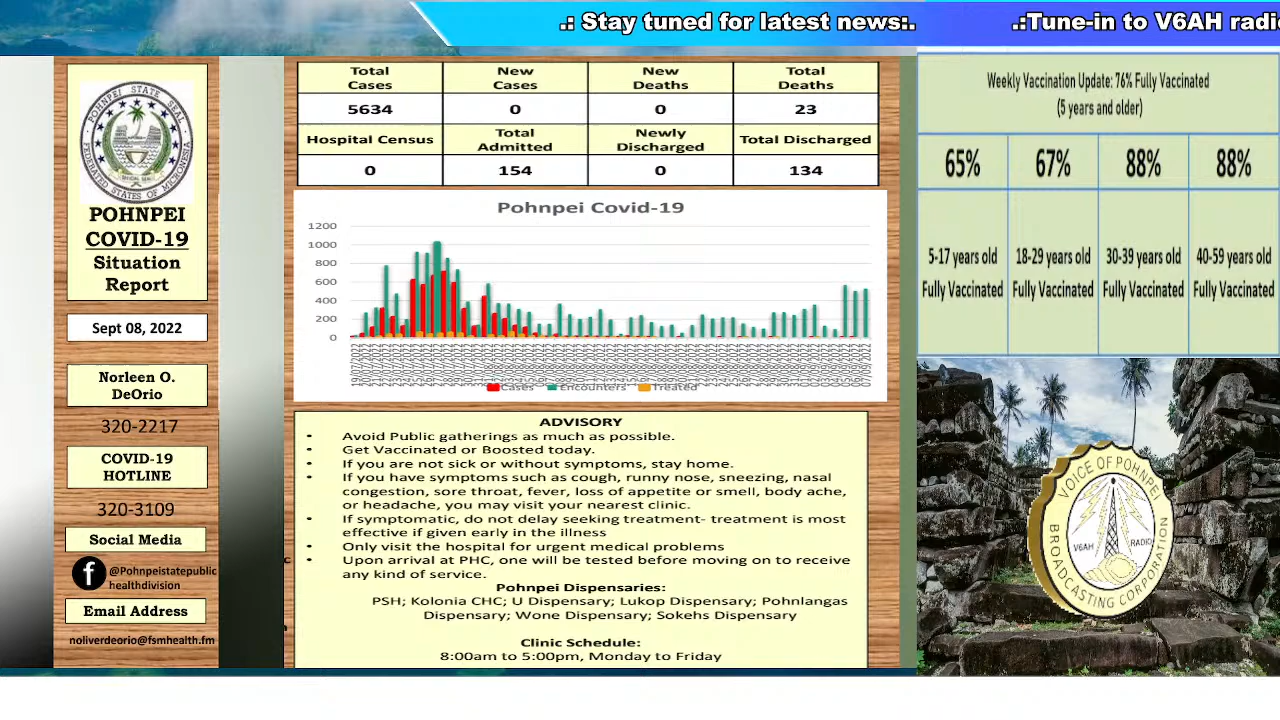 .: Stay tuned for latest news:.
.:Tune-in to V6AH radi
POHNPEI STATE SEAL
FEDERATED STATES OF MICRONESIA
POHNPEI
COVID-19
Situation
Report
Sept 08, 2022
Norleen O.
DeOrio
320-2217
COVID-19
HOTLINE
320-3109
Social Media
@Pohnpeistatepublic
healthdivision
Email Address
noliverdeorio@fsmhealth.fm
Total Cases
New Cases
New Deaths
Total Deaths
5634
0
0
23
Hospital Census
Total Admitted
Newly Discharged
Total Discharged
0
154
0
134
Pohnpei Covid-19
1200
1000
800
600
400
200
0
Cases
Encounters
Treated
ADVISORY
• Avoid Public gatherings as much as possible.
• Get Vaccinated or Boosted today.
• If you are not sick or without symptoms, stay home.
• If you have symptoms such as cough, runny nose, sneezing, nasal
congestion, sore throat, fever, loss of appetite or smell, body ache,
or headache, you may visit your nearest clinic.
• If symptomatic, do not delay seeking treatment- treatment is most
effective if given early in the illness
• Only visit the hospital for urgent medical problems
• Upon arrival at PHC, one will be tested before moving on to receive
any kind of service.
Pohnpei Dispensaries:
PSH; Kolonia CHC; U Dispensary; Lukop Dispensary; Pohnlangas
Dispensary; Wone Dispensary; Sokehs Dispensary
Clinic Schedule:
8:00am to 5:00pm, Monday to Friday
Weekly Vaccination Update: 76% Fully Vaccinated
(5 years and older)
65%
67%
88%
88%
5-17 years old
Fully Vaccinated
18-29 years old
Fully Vaccinated
30-39 years old
Fully Vaccinated
40-59 years old
Fully Vaccinated
VOICE OF POHNPEI
V6AH RADIO
BROADCASTING CORPORATION